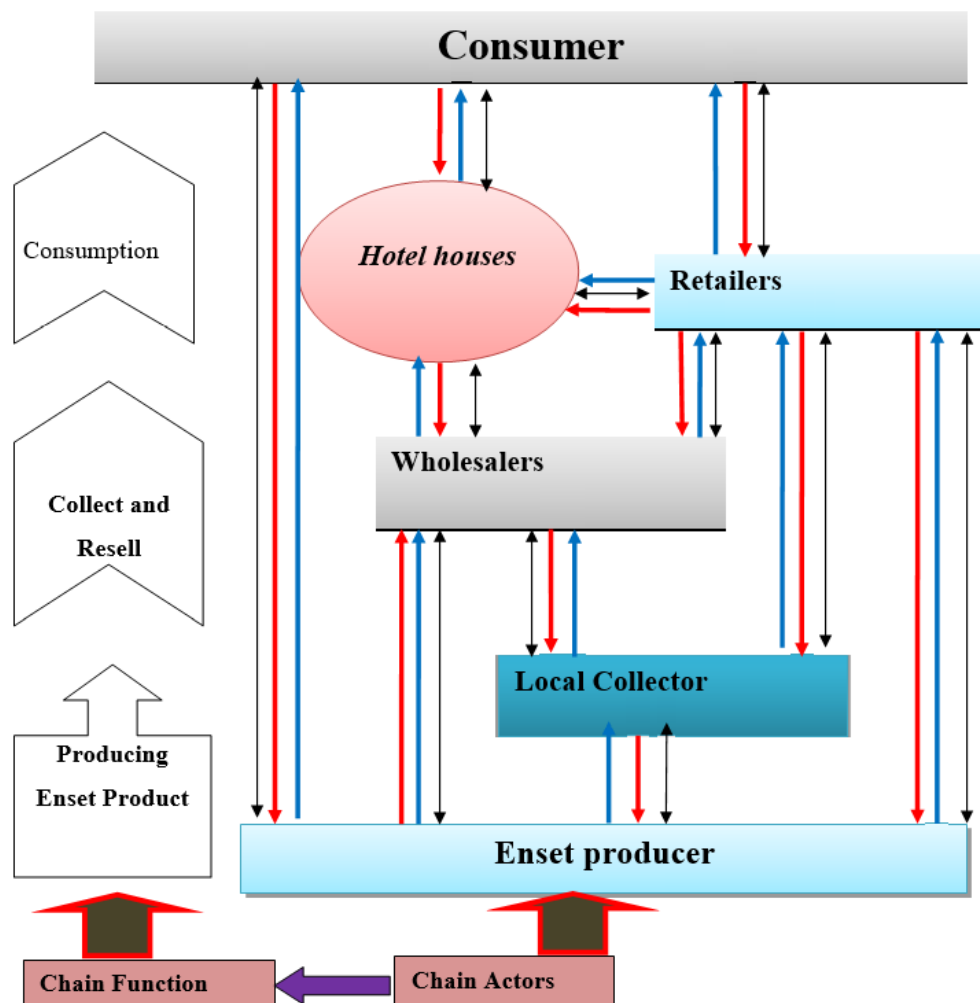 Consumer
Hotel houses
Retailers
Consumption
Wholesalers
Collect and
Resell
Local Collector
Producing
Enset Product
Enset producer
Chain Function
Chain Actors